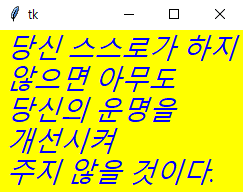 tk
당신 스스로가 하지
않으면 아무도
당신의 운명을
개선시켜
주지 않을 것이다.